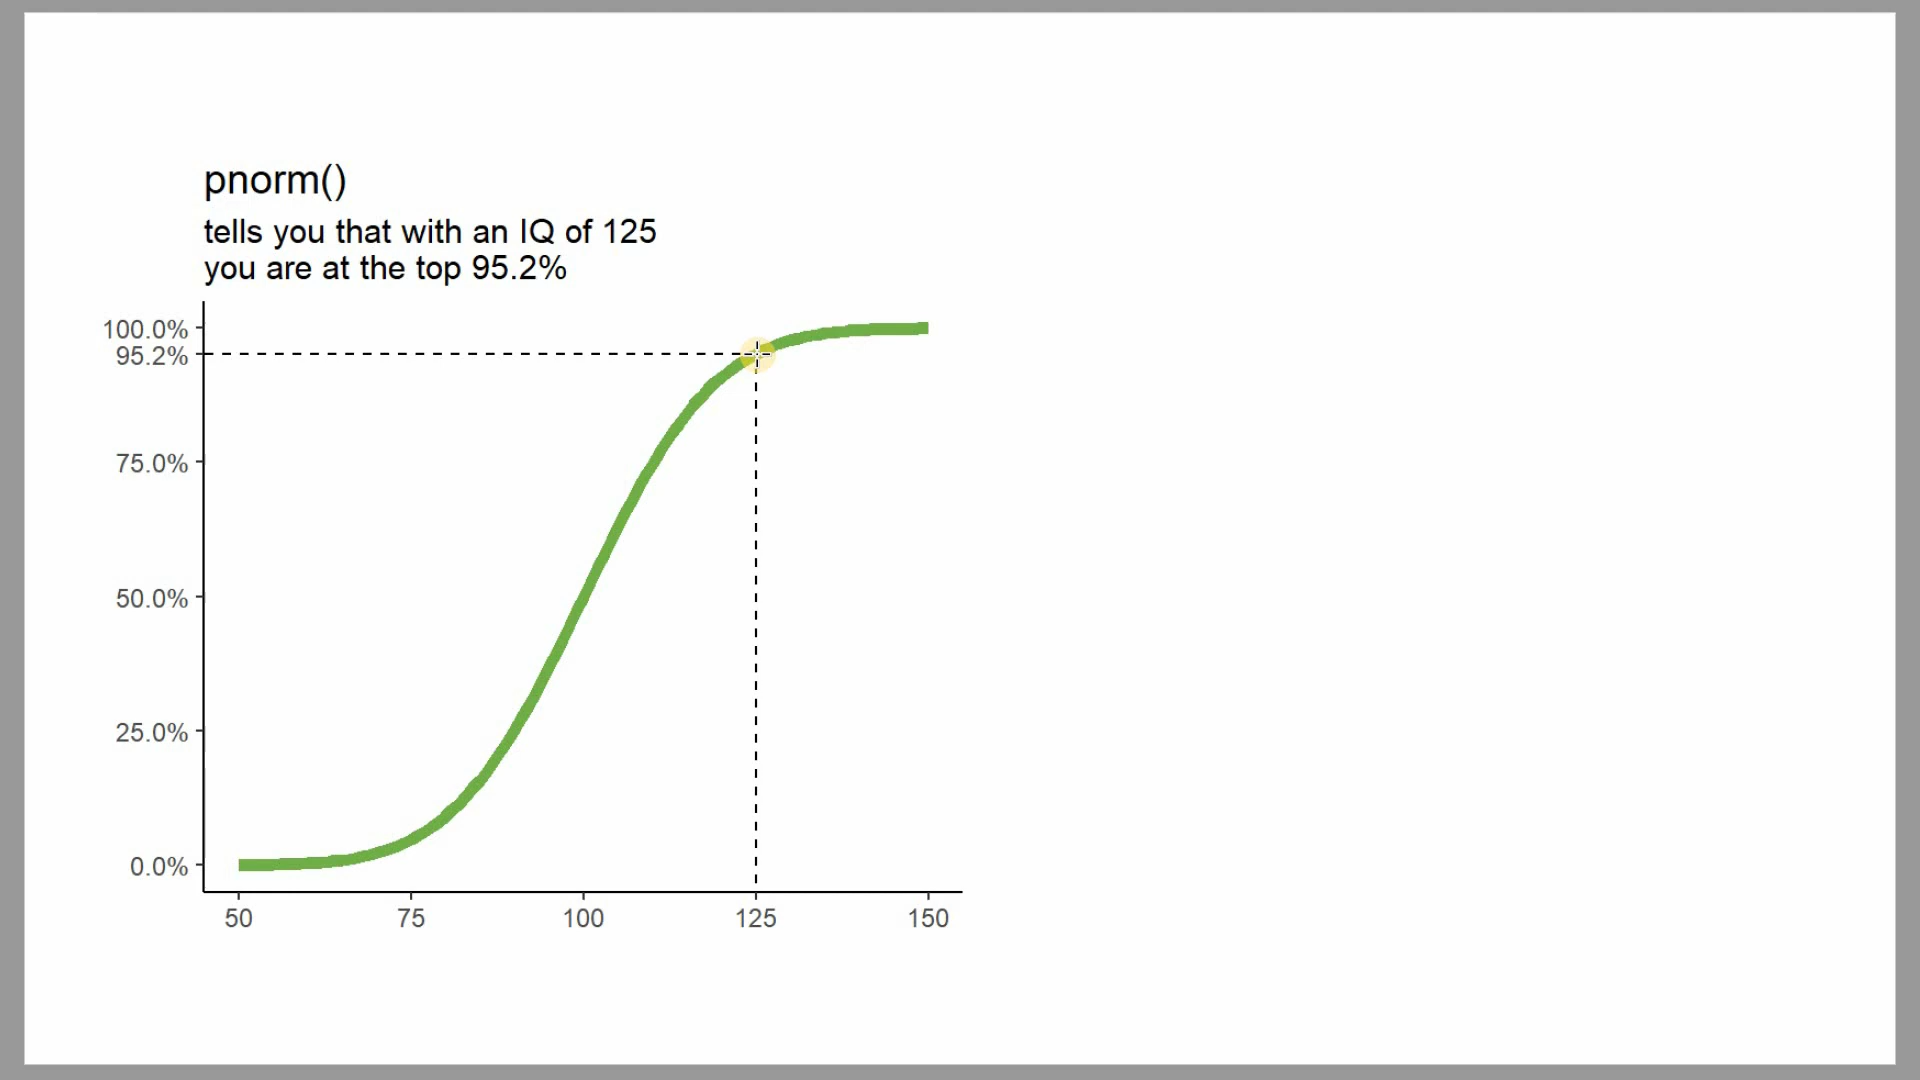 pnorm()
tells you that with an IQ of 125
you are at the top 95.2%
100.0%
95.2%
75.0%
50.0%
25.0%
0.0%
50 75 100 125 150